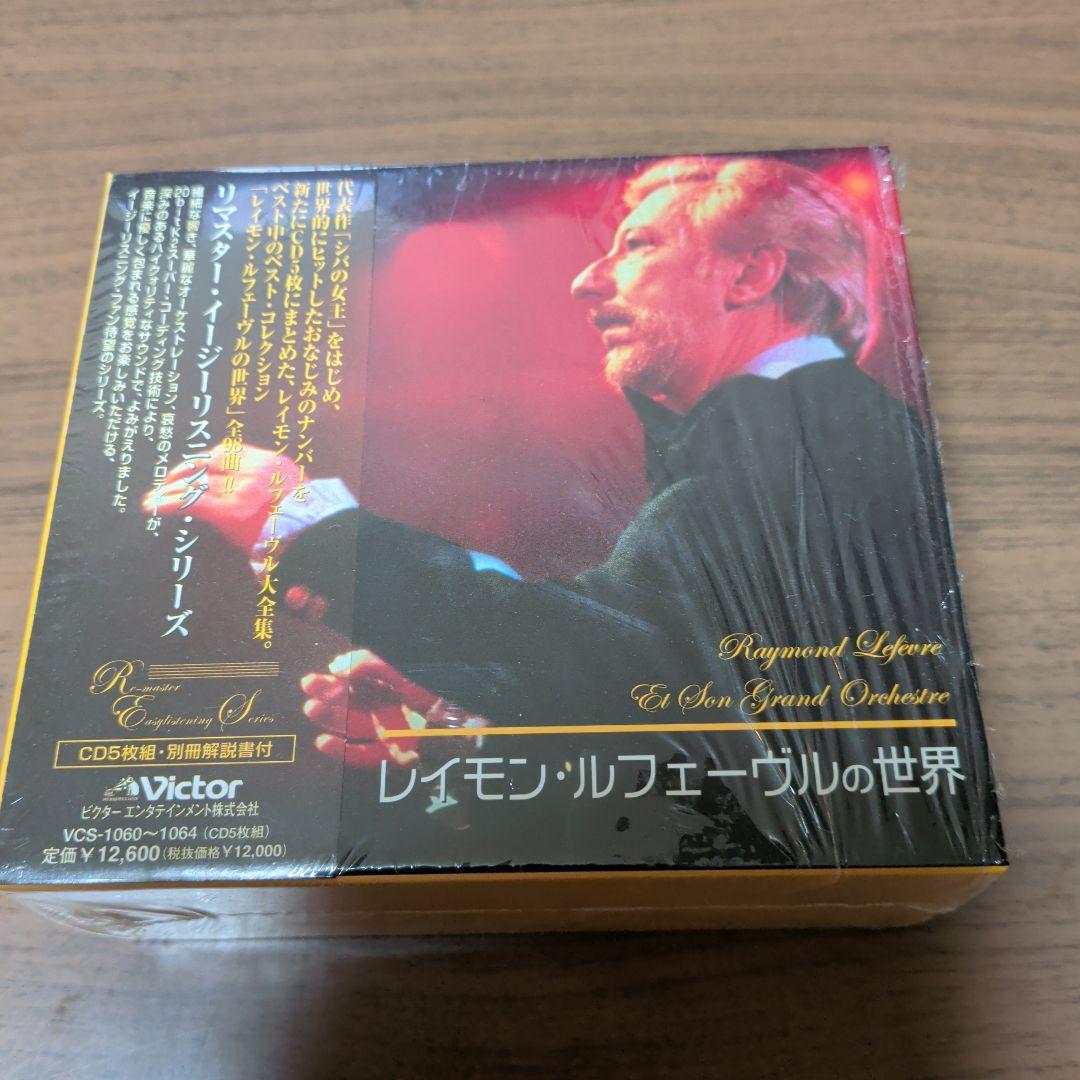 代表作「シバの女王」をはじめ、
世界的にヒットしたおなじみのナンバーを
新たにCD5枚にまとめた、レイモン・ルフェーヴル大全集。
ベスト中のベスト・コレクション
「レイモン・ルフェーヴルの世界」全96曲!!
リマスター・イージーリスニング・シリーズ
繊細な響き、華麗なオーケストレーション、哀愁のメロディーが、
20bit K2スーパー・コーディング技術により、
深みのあるハイクォリティなサウンドで、よみがえりました。
音楽に優しく包まれる感覚をお楽しみいただける、
イージーリスニング・ファン待望のシリーズ。
Re-master
Easylistening Series
CD5枚組・別冊解説書付
Victor
ビクター エンタテインメント株式会社
VCS-1060〜1064 (CD5枚組)
定価￥12,600 (税抜価格￥12,000)
Raymond Lefèvre
Et Son Grand Orchestre
レイモン・ルフェーヴルの世界